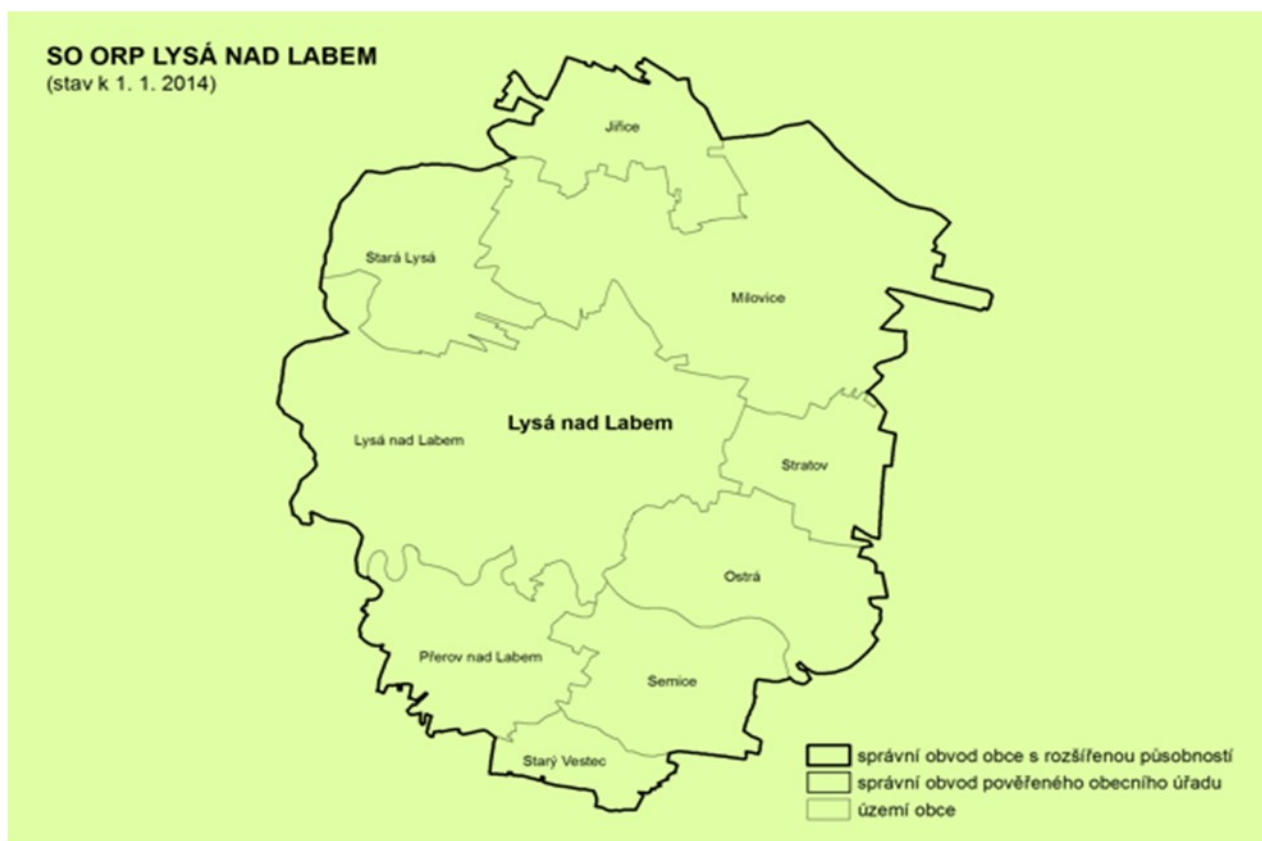 SO ORP LYSÁ NAD LABEM
(stav k 1. 1. 2014)
Jiřice
Stará Lysá
Milovice
Lysá nad Labem
Lysá nad Labem
Stratov
Ostrá
Přerov nad Labem
Semice
Starý Vestec
správní obvod obce s rozšířenou působností
správní obvod pověřeného obecního úřadu
území obce